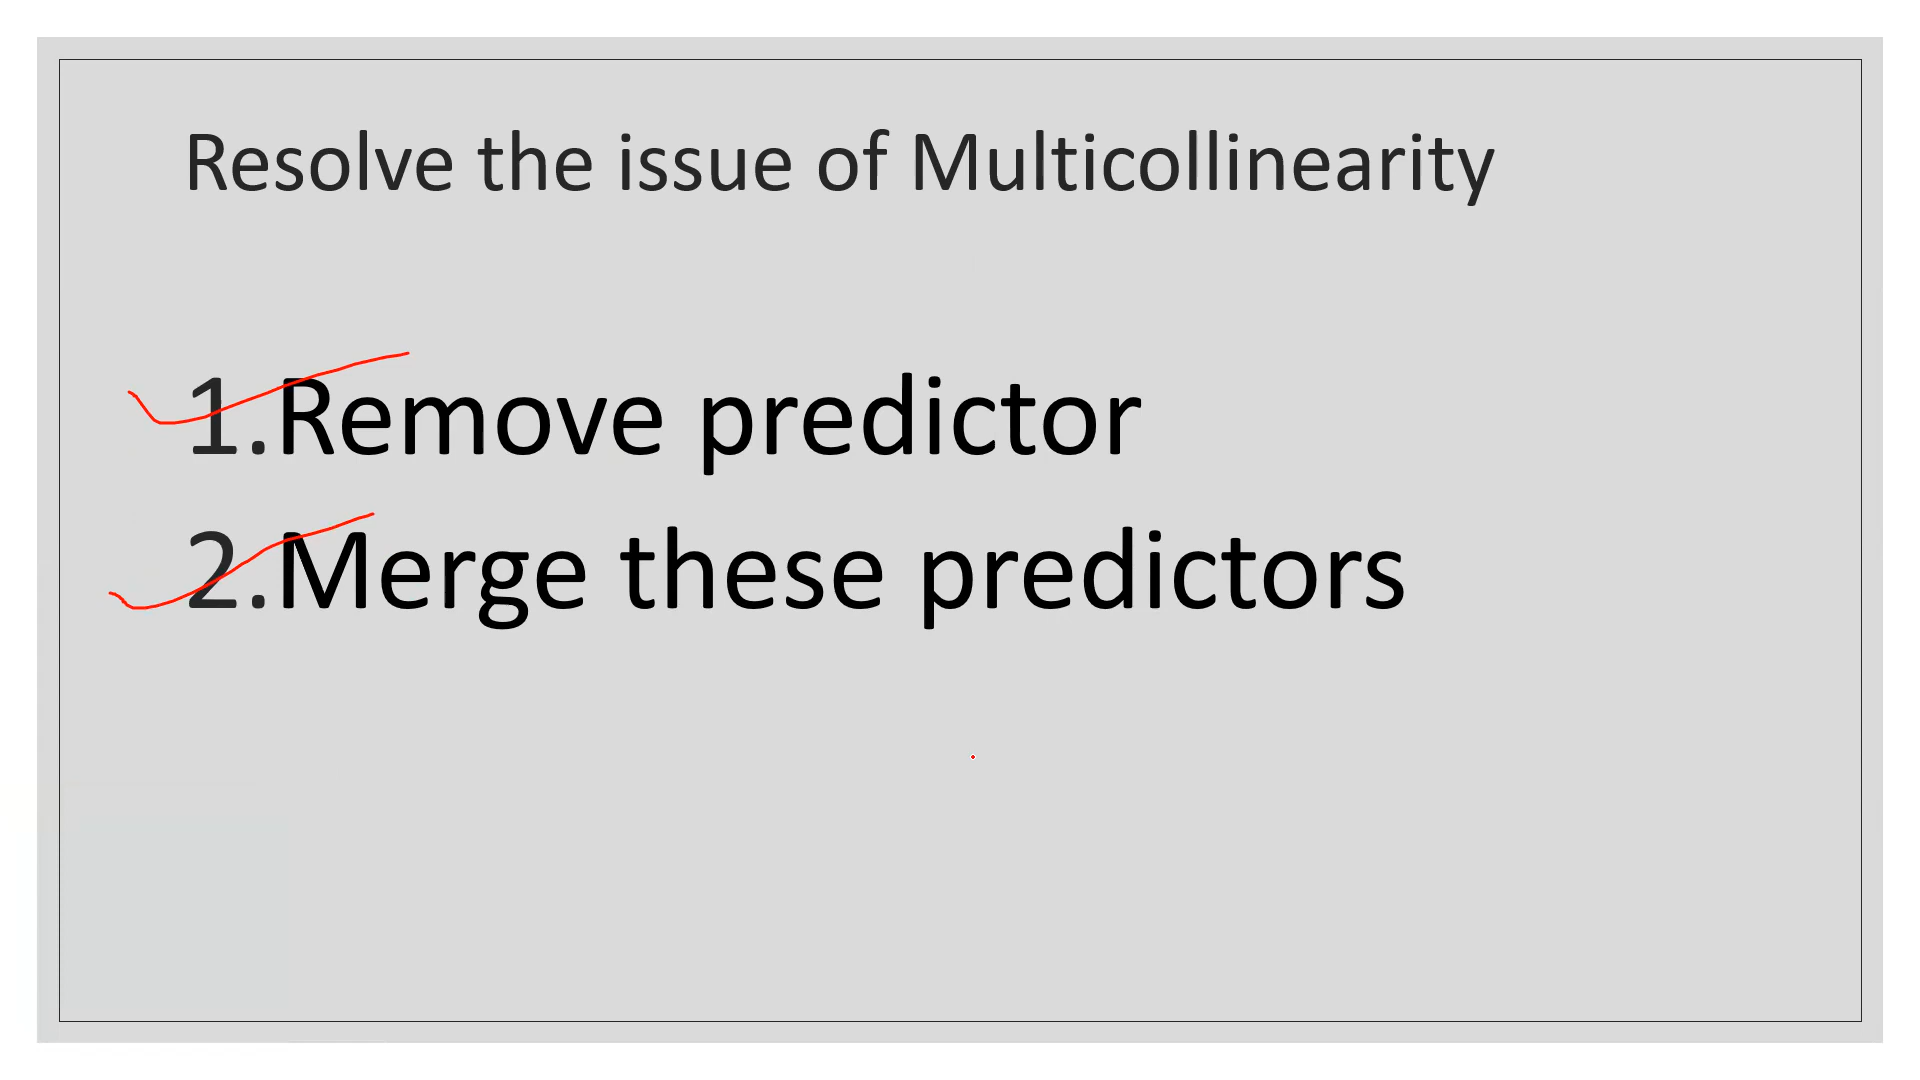 Resolve the issue of Multicollinearity
1.Remove predictor
2.Merge these predictors